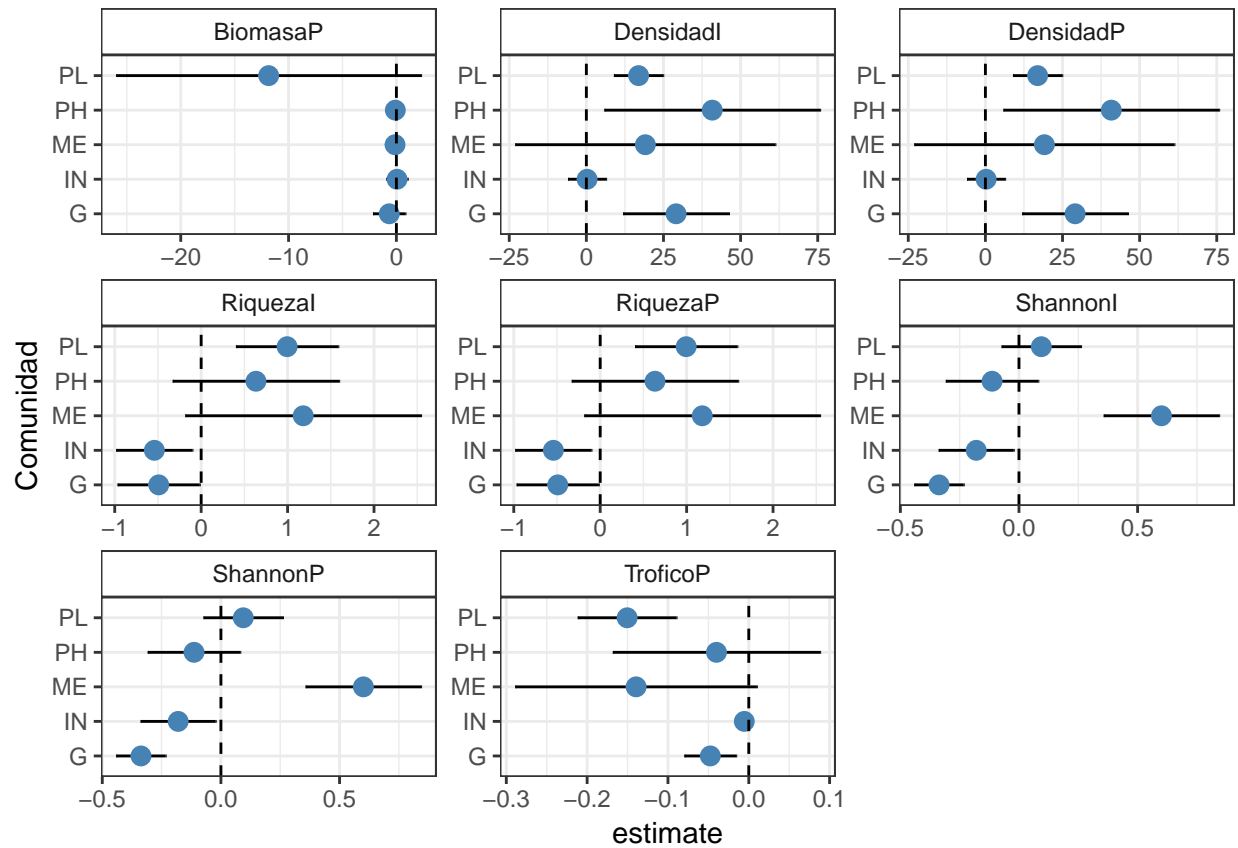 BiomasaP DensidadI DensidadP
PL PL PL
PH PH PH
ME ME ME
IN IN IN
G G G
−20 −10 0 −25 0 25 50 75 −25 0 25 50 75
RiquezaI RiquezaP ShannonI
PL PL PL
PH PH PH
ME ME ME
IN IN IN
G G G
−1 0 1 2 −1 0 1 2 −0.5 0.0 0.5
Comunidad
ShannonP TroficoP
PL PL
PH PH
ME ME
IN IN
G G
−0.5 0.0 0.5 −0.3 −0.2 −0.1 0.0 0.1
estimate